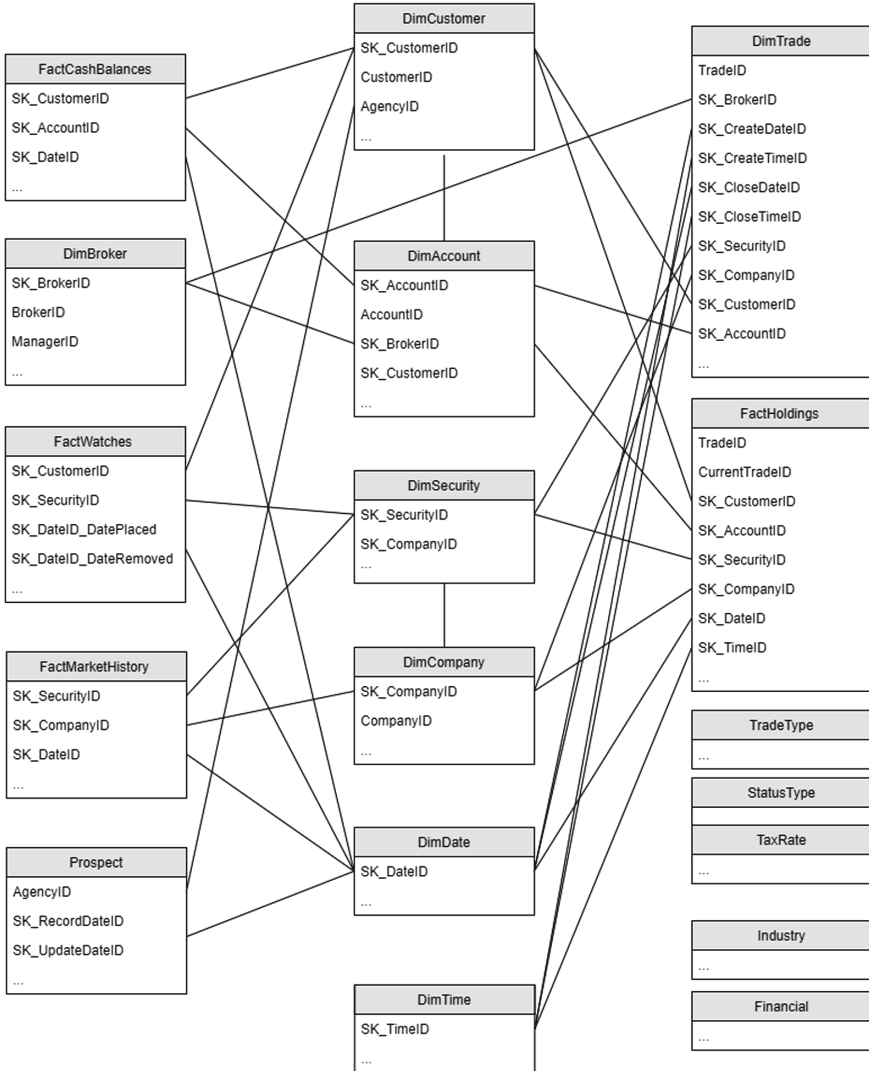 DimCustomer
SK_CustomerID
CustomerID
AgencyID
...
FactCashBalances
SK_CustomerID
SK_AccountID
SK_DateID
...
DimBroker
SK_BrokerID
BrokerID
ManagerID
...
FactWatches
SK_CustomerID
SK_SecurityID
SK_DateID_DatePlaced
SK_DateID_DateRemoved
...
FactMarketHistory
SK_SecurityID
SK_CompanyID
SK_DateID
...
Prospect
AgencyID
SK_RecordDateID
SK_UpdateDateID
...
DimAccount
SK_AccountID
AccountID
SK_BrokerID
SK_CustomerID
...
DimSecurity
SK_SecurityID
SK_CompanyID
...
DimCompany
SK_CompanyID
CompanyID
...
DimDate
SK_DateID
...
DimTime
SK_TimeID
...
DimTrade
TradeID
SK_BrokerID
SK_CreateDateID
SK_CreateTimeID
SK_CloseDateID
SK_CloseTimeID
SK_SecurityID
SK_CompanyID
SK_CustomerID
SK_AccountID
...
FactHoldings
TradeID
CurrentTradeID
SK_CustomerID
SK_AccountID
SK_SecurityID
SK_CompanyID
SK_DateID
SK_TimeID
...
TradeType
...
StatusType
TaxRate
...
Industry
...
Financial
...